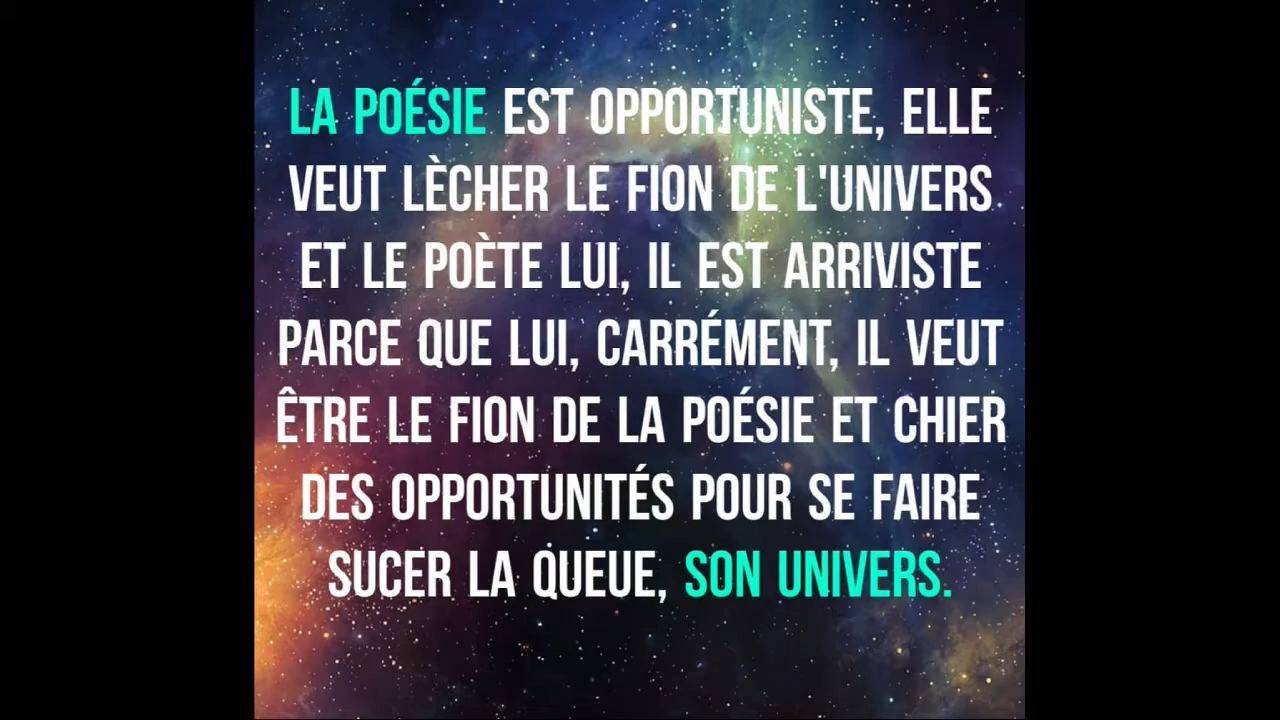 LA POÉSIE EST OPPORTUNISTE, ELLE
VEUT LÈCHER LE FION DE L'UNIVERS
ET LE POÈTE LUI, IL EST ARRIVISTE
PARCE QUE LUI, CARRÉMENT, IL VEUT
ÊTRE LE FION DE LA POÉSIE ET CHIER
DES OPPORTUNITÉS POUR SE FAIRE
SUCER LA QUEUE, SON UNIVERS.